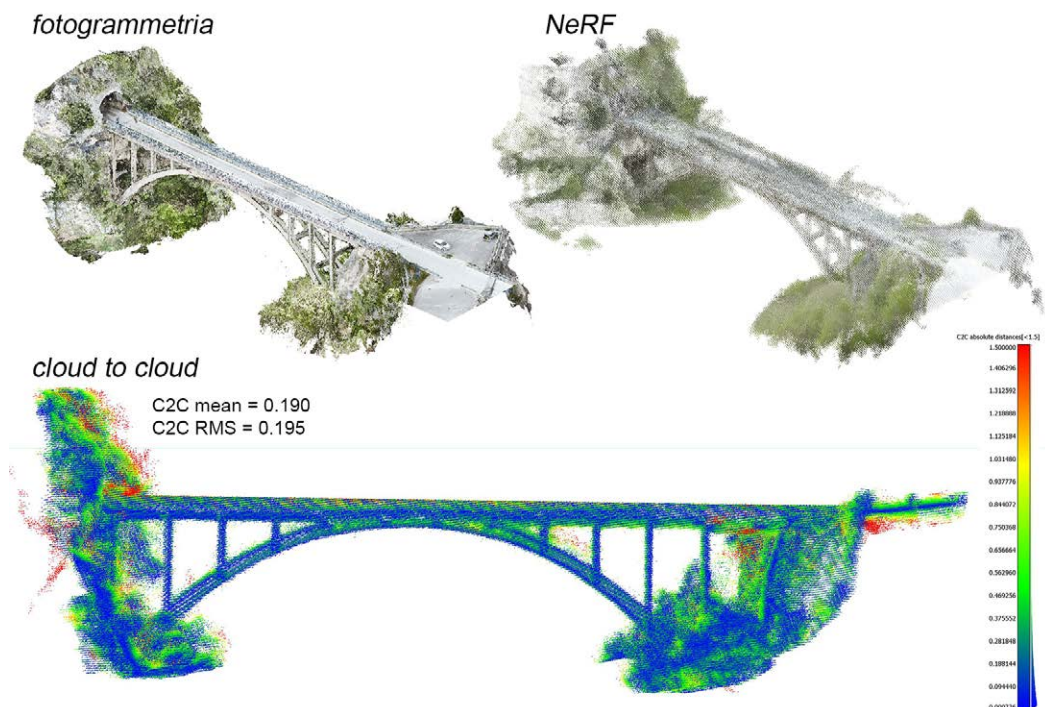 fotogrammetria
NeRF
cloud to cloud
C2C mean = 0.190
C2C RMS = 0.195
C2C absolute distances[<1.5]
1.500000
1.406296
1.312592
1.218888
1.125184
1.031480
0.937776
0.844072
0.750368
0.656664
0.562960
0.469256
0.375552
0.281848
0.188144
0.094440